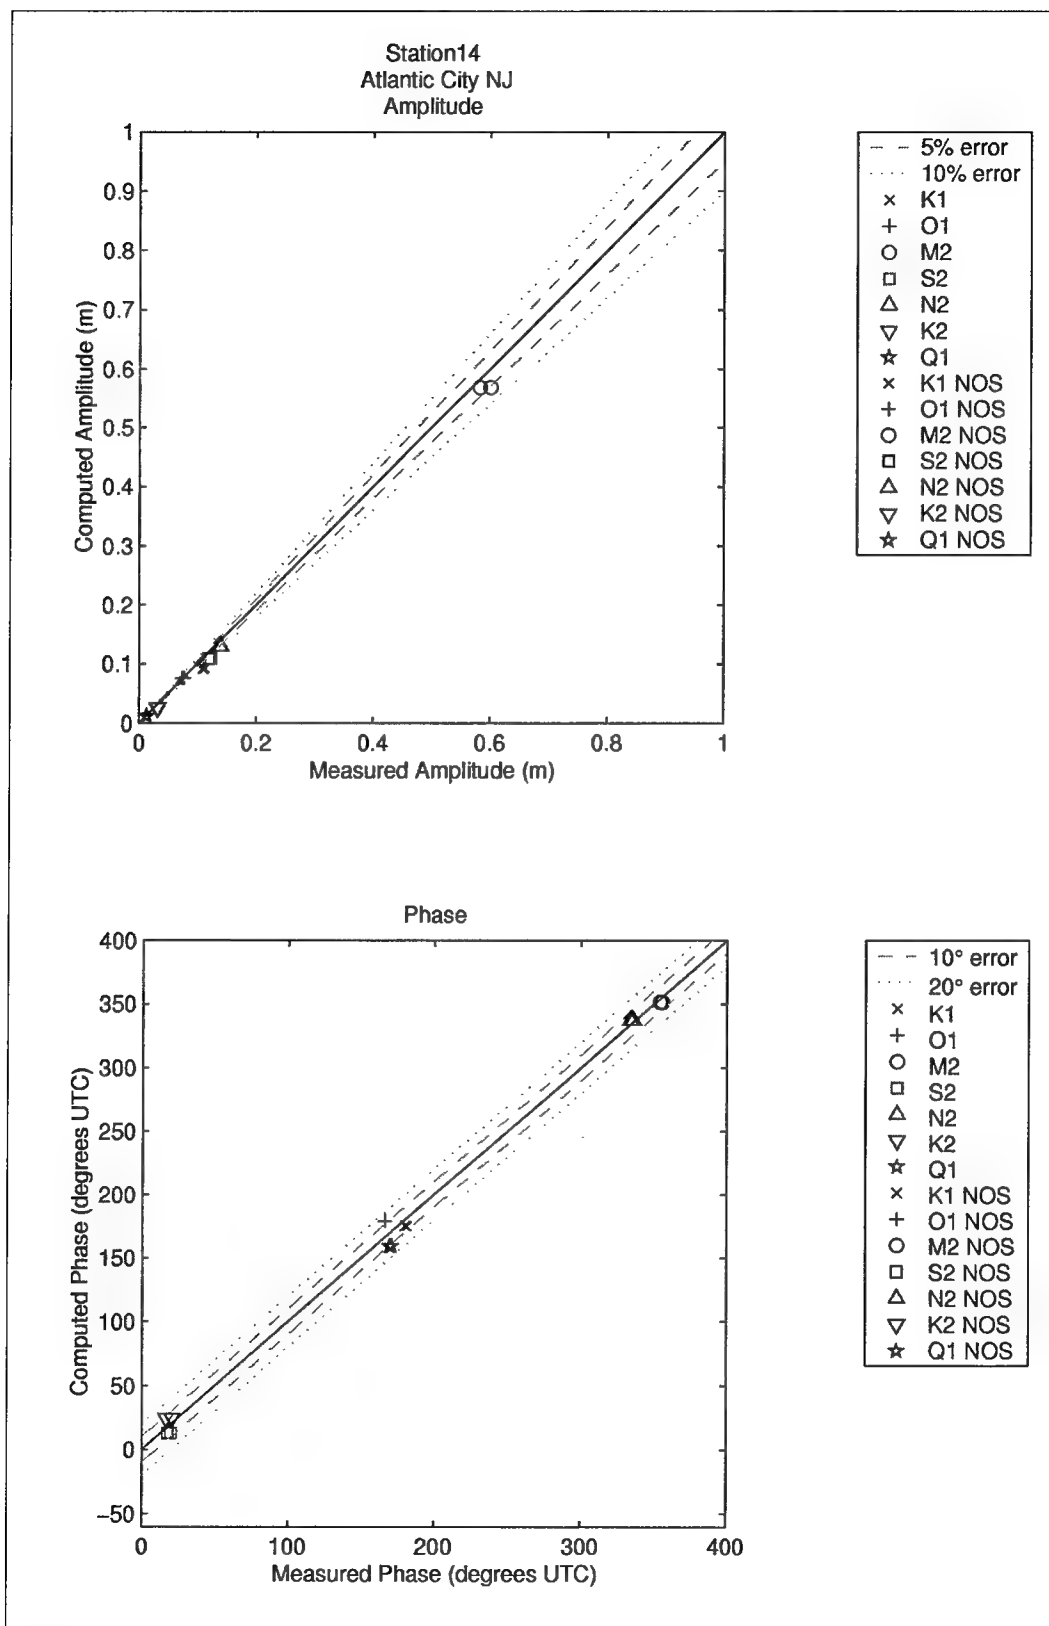 Station14
Atlantic City NJ
Amplitude
1
0.9
0.8
0.7
0.6
0.5
0.4
0.3
0.2
0.1
0
Computed Amplitude (m)
0 0.2 0.4 0.6 0.8 1
Measured Amplitude (m)
5% error
10% error
K1
O1
M2
S2
N2
K2
Q1
K1 NOS
O1 NOS
M2 NOS
S2 NOS
N2 NOS
K2 NOS
Q1 NOS
Phase
400
350
300
250
200
150
100
50
0
−50
Computed Phase (degrees UTC)
0 100 200 300 400
Measured Phase (degrees UTC)
10° error
20° error
K1
O1
M2
S2
N2
K2
Q1
K1 NOS
O1 NOS
M2 NOS
S2 NOS
N2 NOS
K2 NOS
Q1 NOS